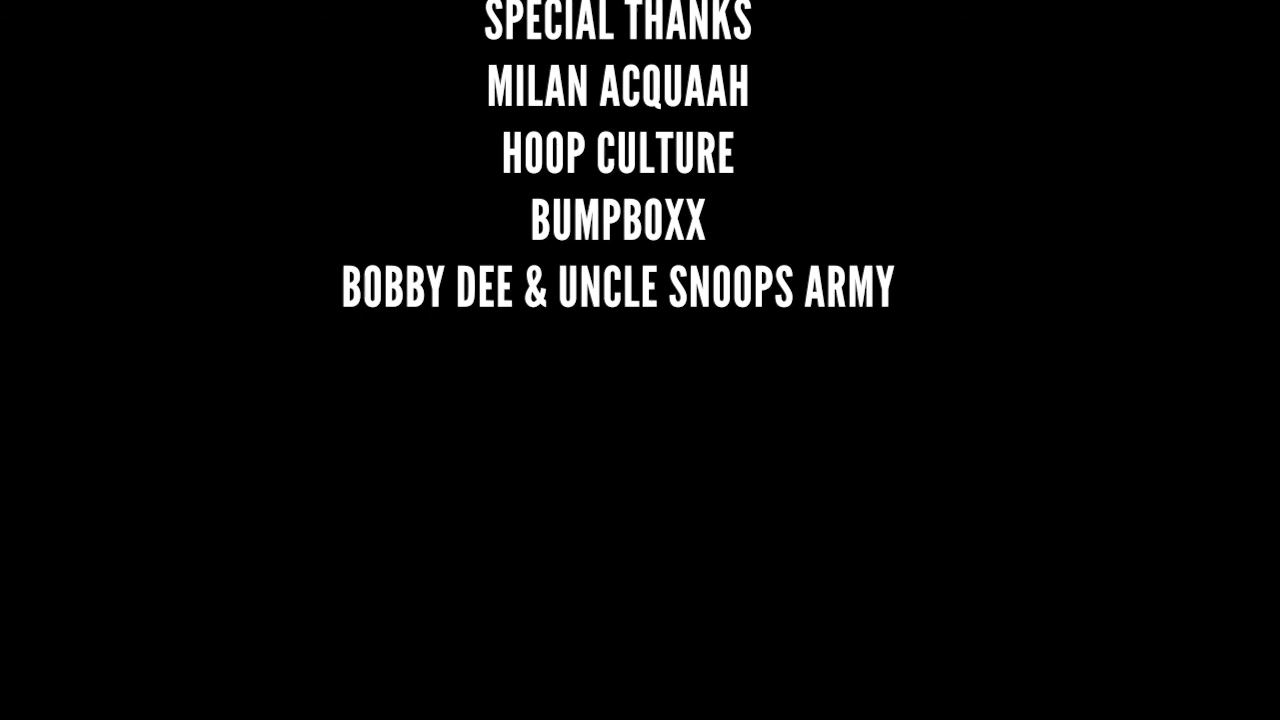 SPECIAL THANKS
MILAN ACQUAAH
HOOP CULTURE
BUMPBOXX
BOBBY DEE & UNCLE SNOOPS ARMY